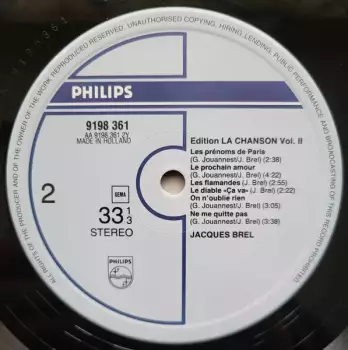 ALL RIGHTS OF THE PRODUCER AND OF THE OWNER OF THE WORK REPRODUCED RESERVED. UNAUTHORISED COPYING, HIRING, LENDING, PUBLIC PERFORMANCE AND BROADCASTING OF THIS RECORD PROHIBITED.
PHILIPS
9198 361
AA 9198 361 2Y
MADE IN HOLLAND
2
GEMA
33 1/3
STEREO
PHILIPS
Edition LA CHANSON Vol. II
Les prénoms de Paris
(G. Jouannest/J. Brel) (2:38)
Le prochain amour
(G. Jouannest/J. Brel) (4:22)
Les flamandes (J. Brel) (2:55)
Le diable «Ça va» (J. Brel) (2:22)
On n'oublie rien
(G. Jouannest/J. Brel) (3:05)
Ne me quitte pas
(G. Jouannest/J. Brel) (3:38)
JACQUES BREL